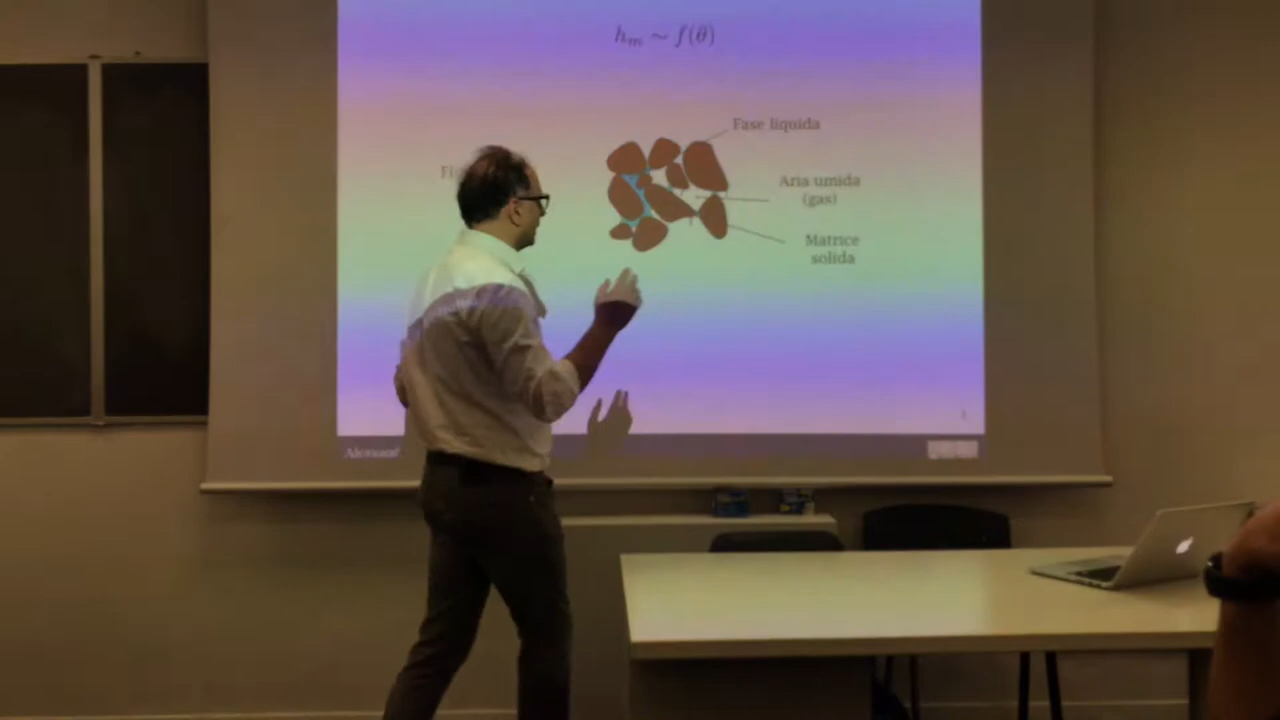 h_m ~ f(θ)
Fase liquida
Aria umida
(gas)
Matrice
solida